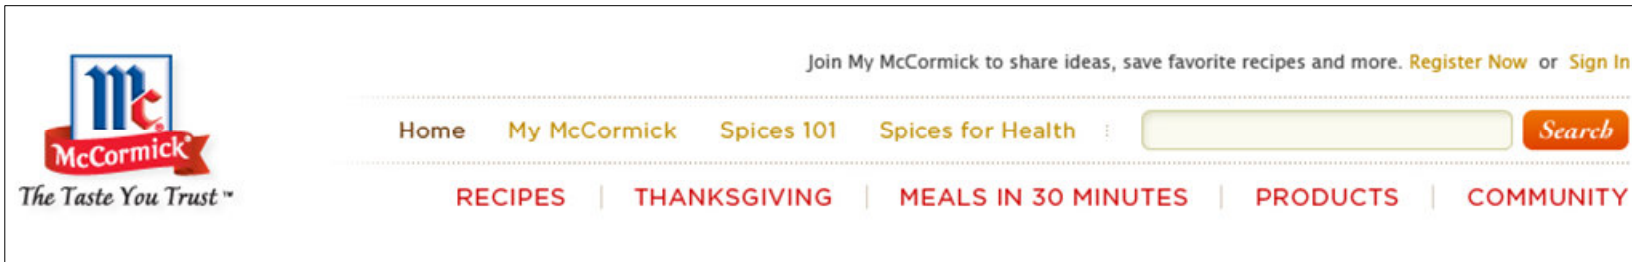 Join My McCormick to share ideas, save favorite recipes and more. Register Now or Sign In
Mc®
McCormick®
The Taste You Trust™
Home My McCormick Spices 101 Spices for Health Search
RECIPES THANKSGIVING MEALS IN 30 MINUTES PRODUCTS COMMUNITY